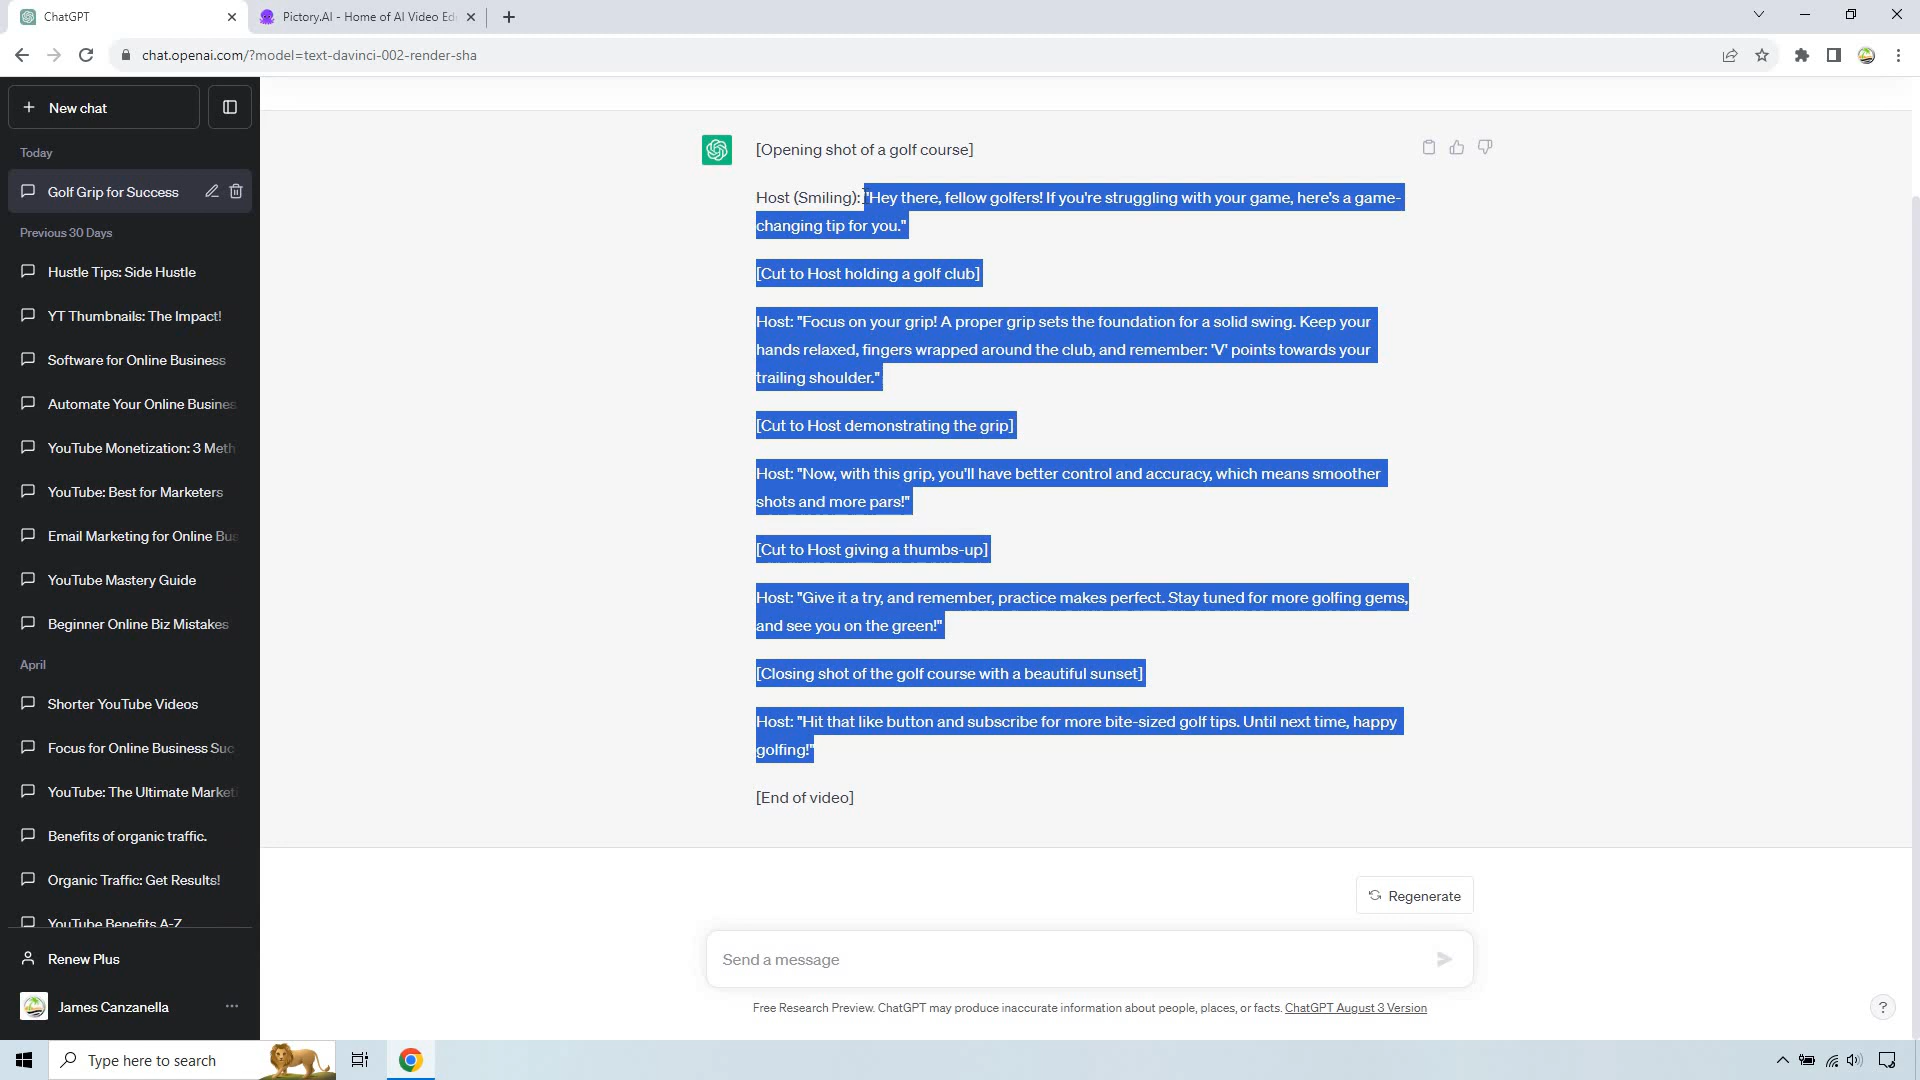 ChatGPT
Pictory.AI - Home of AI Video Ed
chat.openai.com/?model=text-davinci-002-render-sha
New chat
Today
Golf Grip for Success
Previous 30 Days
Hustle Tips: Side Hustle
YT Thumbnails: The Impact!
Software for Online Business
Automate Your Online Busines
YouTube Monetization: 3 Meth
YouTube: Best for Marketers
Email Marketing for Online Bus
YouTube Mastery Guide
Beginner Online Biz Mistakes
April
Shorter YouTube Videos
Focus for Online Business Suc
YouTube: The Ultimate Market
Benefits of organic traffic.
Organic Traffic: Get Results!
YouTube Benefits A-Z
Renew Plus
James Canzanella
[Opening shot of a golf course]
Host (Smiling): "Hey there, fellow golfers! If you're struggling with your game, here's a game-
changing tip for you."
[Cut to Host holding a golf club]
Host: "Focus on your grip! A proper grip sets the foundation for a solid swing. Keep your
hands relaxed, fingers wrapped around the club, and remember: 'V' points towards your
trailing shoulder."
[Cut to Host demonstrating the grip]
Host: "Now, with this grip, you'll have better control and accuracy, which means smoother
shots and more pars!"
[Cut to Host giving a thumbs-up]
Host: "Give it a try, and remember, practice makes perfect. Stay tuned for more golfing gems,
and see you on the green!"
[Closing shot of the golf course with a beautiful sunset]
Host: "Hit that like button and subscribe for more bite-sized golf tips. Until next time, happy
golfing!"
[End of video]
Regenerate
Send a message
Free Research Preview. ChatGPT may produce inaccurate information about people, places, or facts. ChatGPT August 3 Version
?
Type here to search